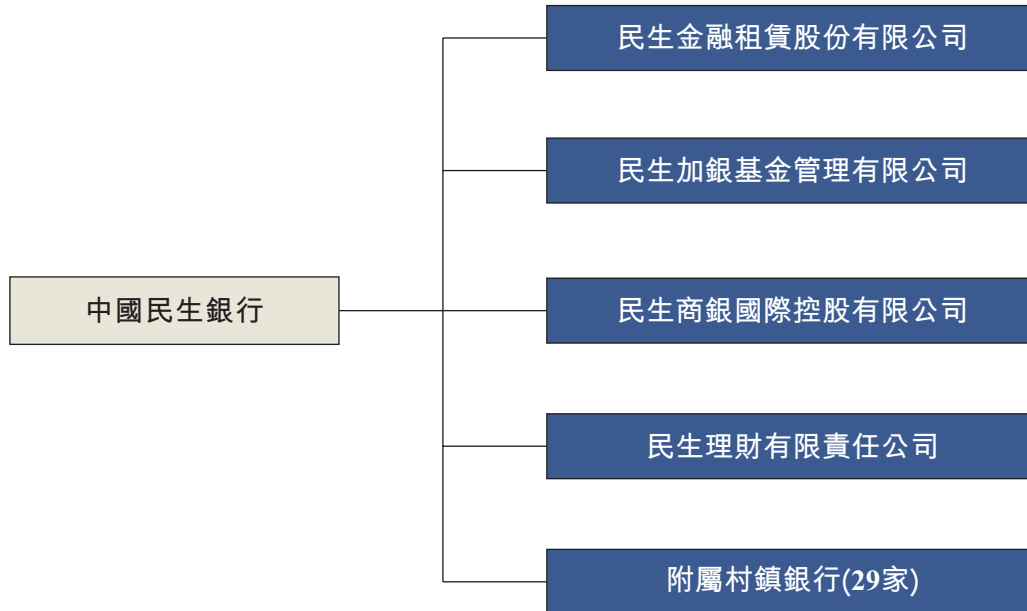 民生金融租賃股份有限公司
民生加銀基金管理有限公司
中國民生銀行
民生商銀國際控股有限公司
民生理財有限責任公司
附屬村鎮銀行(29家)